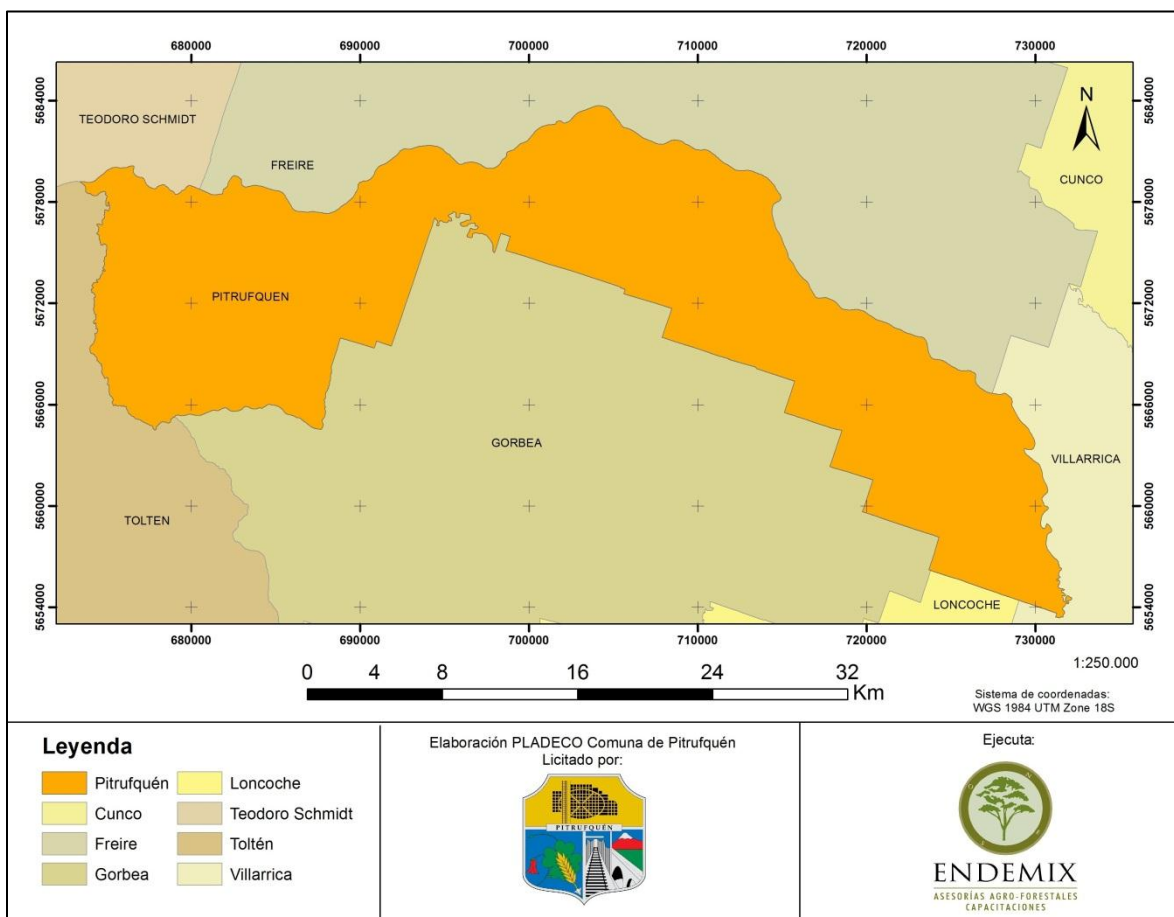 680000 690000 700000 710000 720000 730000
5684000 5684000
TEODORO SCHMIDT
N
FREIRE
CUNCO
5678000 5678000
PITRUFQUEN
5672000 5672000
5666000 5666000
GORBEA
VILLARRICA
TOLTEN
5660000 5660000
LONCOCHE
5654000 5654000
680000 690000 700000 710000 720000 730000
1:250.000
0 4 8 16 24 32
Km
Sistema de coordenadas:
WGS 1984 UTM Zone 18S
Leyenda
Pitrufquén
Cunco
Freire
Gorbea
Loncoche
Teodoro Schmidt
Toltén
Villarrica
Elaboración PLADECO Comuna de Pitrufquén
Licitado por:
PITRUFQUÉN
Ejecuta:
ENDEMIX
ASESORÍAS AGRO-FORESTALES
CAPACITACIONES